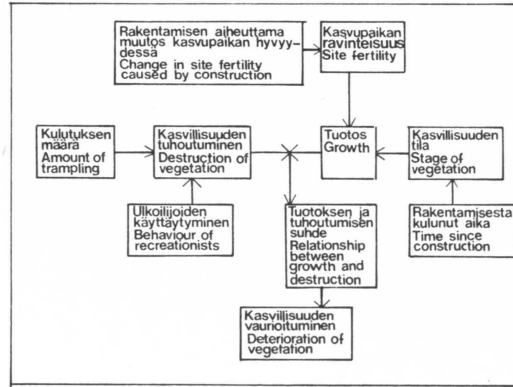 Rakentamisen aiheuttama
muutos kasvupaikan hyvyy-
dessä
Change in site fertility
caused by construction
Kasvupaikan
ravinteisuus
Site fertility
Kulutuksen
määrä
Amount of
trampling
Kasvillisuuden
tuhoutuminen
Destruction of
vegetation
Tuotos
Growth
Kasvillisuuden
tila
Stage of
vegetation
Ulkoilijoiden
käyttäytyminen
Behaviour of
recreationists
Tuotoksen ja
tuhoutumisen
suhde
Relationship
between
growth and
destruction
Rakentamisesta
kulunut aika
Time since
construction
Kasvillisuuden
vaurioituminen
Deterioration of
vegetation